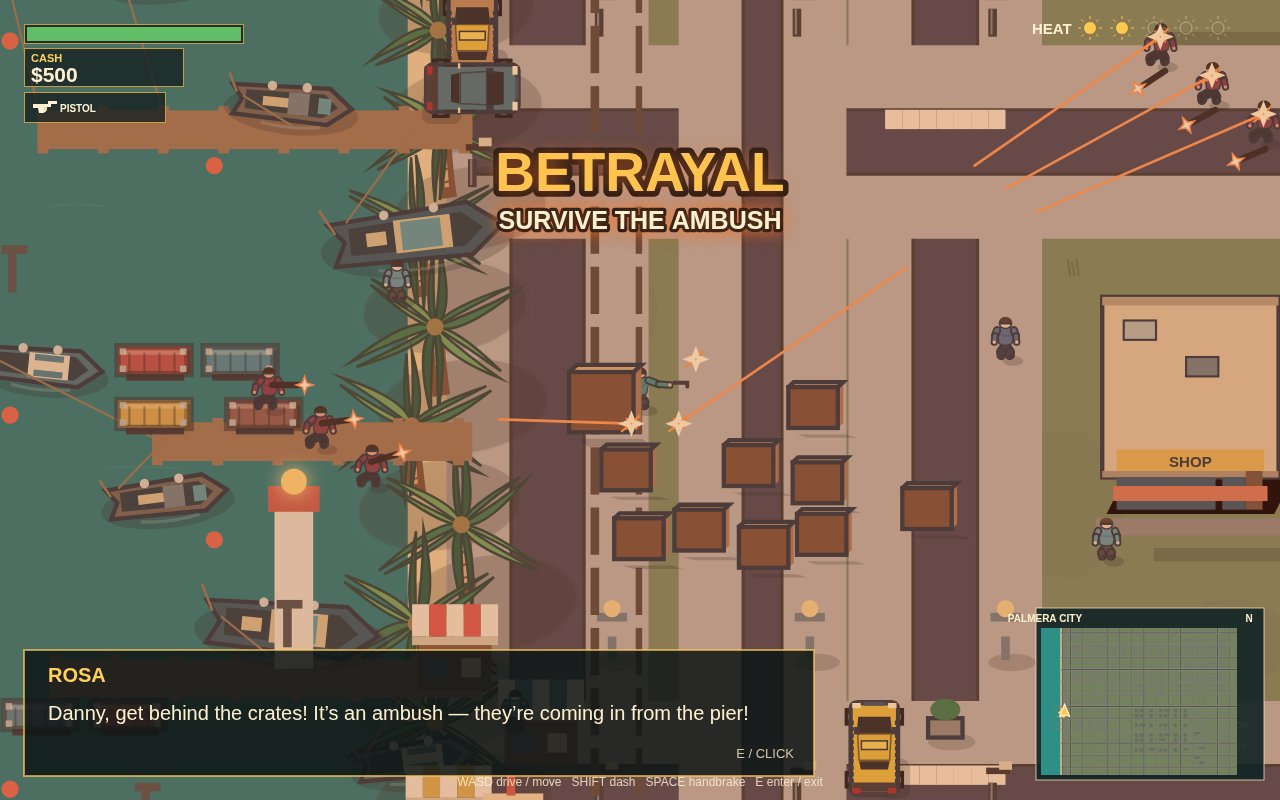 CASH
$500
PISTOL
HEAT
BETRAYAL
SURVIVE THE AMBUSH
SHOP
PALMERA CITY
N
ROSA
Danny, get behind the crates! It’s an ambush — they’re coming in from the pier!
E / CLICK
WASD drive / move SHIFT dash SPACE handbrake E enter / exit